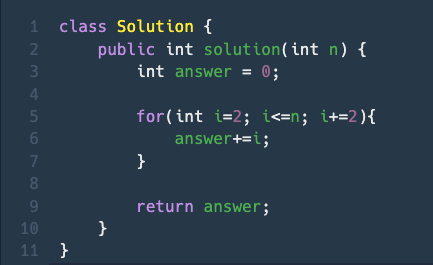 1 class Solution {
2 public int solution(int n) {
3 int answer = 0;
4
5 for(int i=2; i<=n; i+=2){
6 answer+=i;
7 }
8
9 return answer;
10 }
11 }